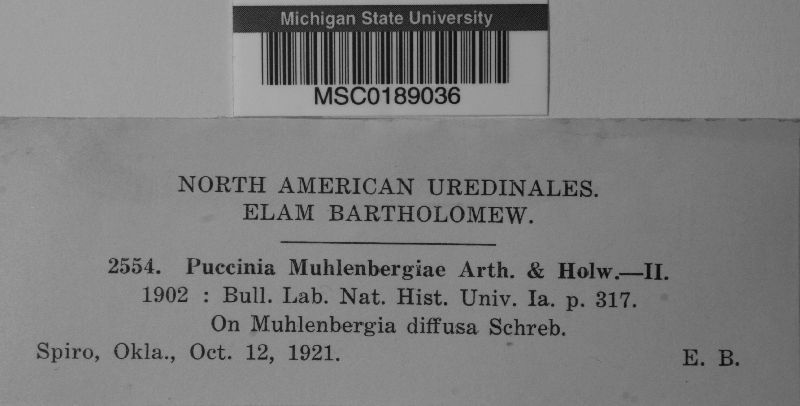 Michigan State University
MSC0189036
NORTH AMERICAN UREDINALES.
ELAM BARTHOLOMEW.
2554. Puccinia Muhlenbergiae Arth. & Holw.—II.
1902 : Bull. Lab. Nat. Hist. Univ. Ia. p. 317.
On Muhlenbergia diffusa Schreb.
Spiro, Okla., Oct. 12, 1921. E. B.